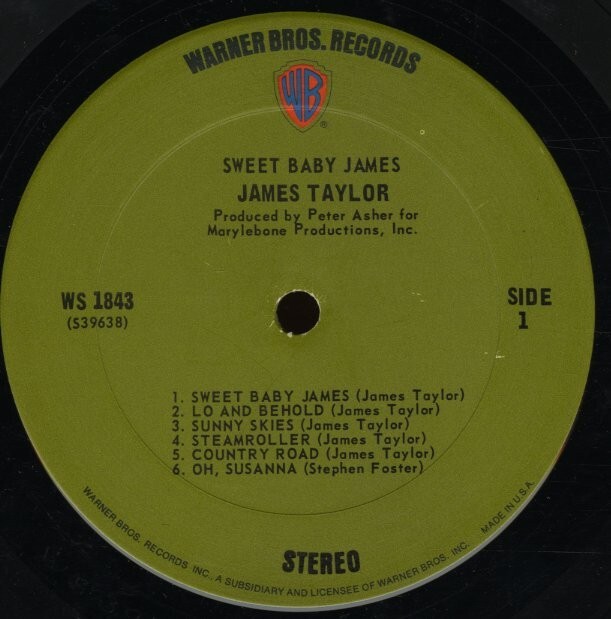 WARNER BROS. RECORDS
WB
®
SWEET BABY JAMES
JAMES TAYLOR
Produced by Peter Asher for
Marylebone Productions, Inc.
WS 1843
(S39638)
SIDE
1
1. SWEET BABY JAMES (James Taylor)
2. LO AND BEHOLD (James Taylor)
3. SUNNY SKIES (James Taylor)
4. STEAMROLLER (James Taylor)
5. COUNTRY ROAD (James Taylor)
6. OH, SUSANNA (Stephen Foster)
STEREO
WARNER BROS. RECORDS INC., A SUBSIDIARY AND LICENSEE OF WARNER BROS. INC. MADE IN U.S.A.